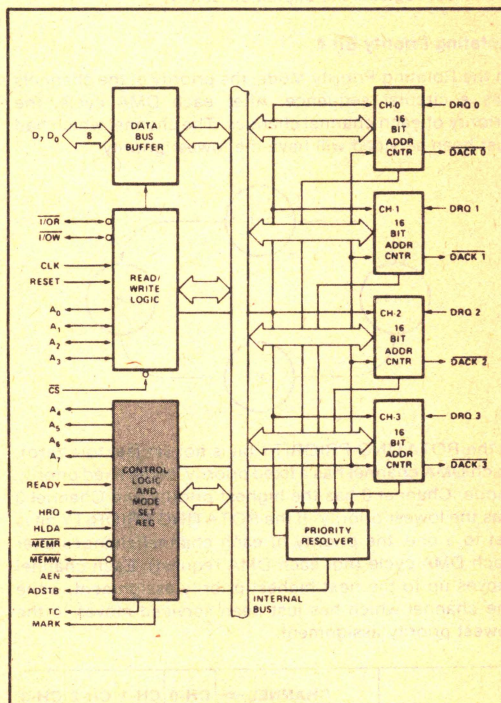 D7 D0
8
DATA
BUS
BUFFER
I/OR
I/OW
CLK
RESET
A0
A1
A2
A3
CS
READ/
WRITE
LOGIC
A4
A5
A6
A7
READY
HRQ
HLDA
MEMR
MEMW
AEN
ADSTB
TC
MARK
CONTROL
LOGIC
AND
MODE
SET
REG
INTERNAL
BUS
PRIORITY
RESOLVER
CH-0
16
BIT
ADDR
CNTR
DRQ 0
DACK 0
CH-1
16
BIT
ADDR
CNTR
DRQ 1
DACK 1
CH-2
16
BIT
ADDR
CNTR
DRQ 2
DACK 2
CH-3
16
BIT
ADDR
CNTR
DRQ 3
DACK 3